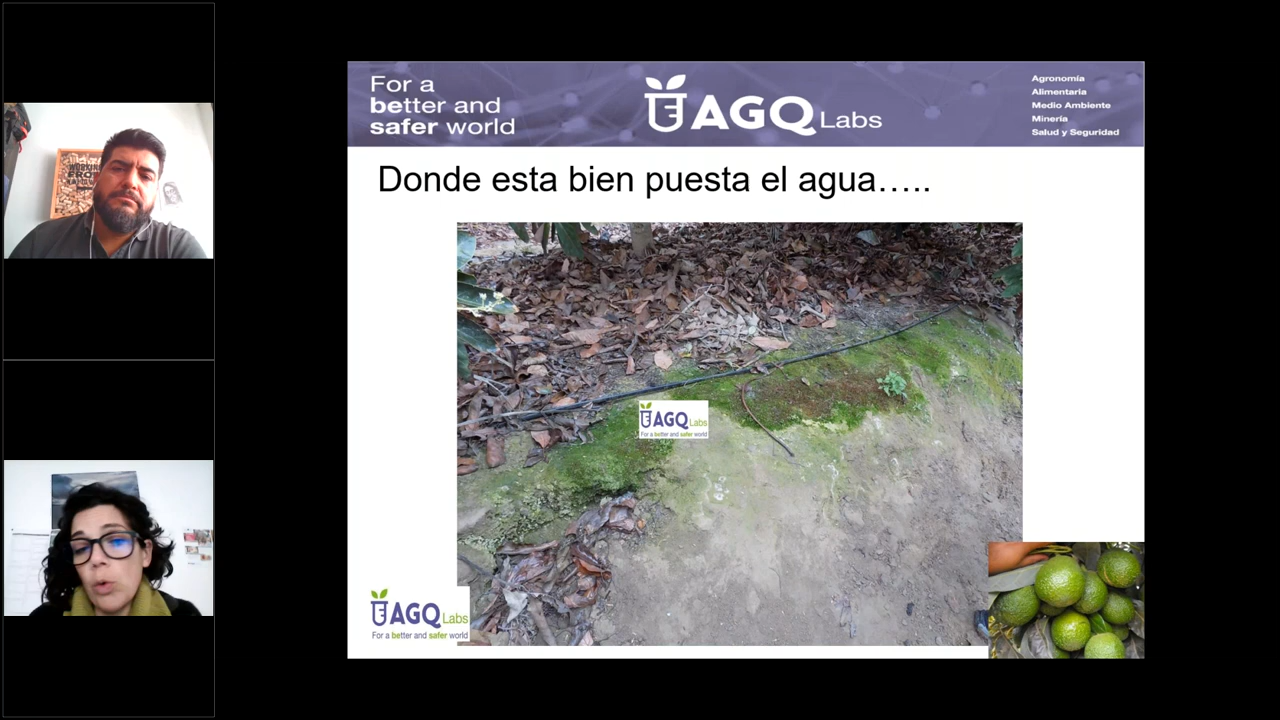 For a
better and
safer world
AGQ Labs
Agronomía
Alimentaria
Medio Ambiente
Minería
Salud y Seguridad
Donde esta bien puesta el agua…..
AGQ Labs
For a better and safer world
AGQ Labs
For a better and safer world